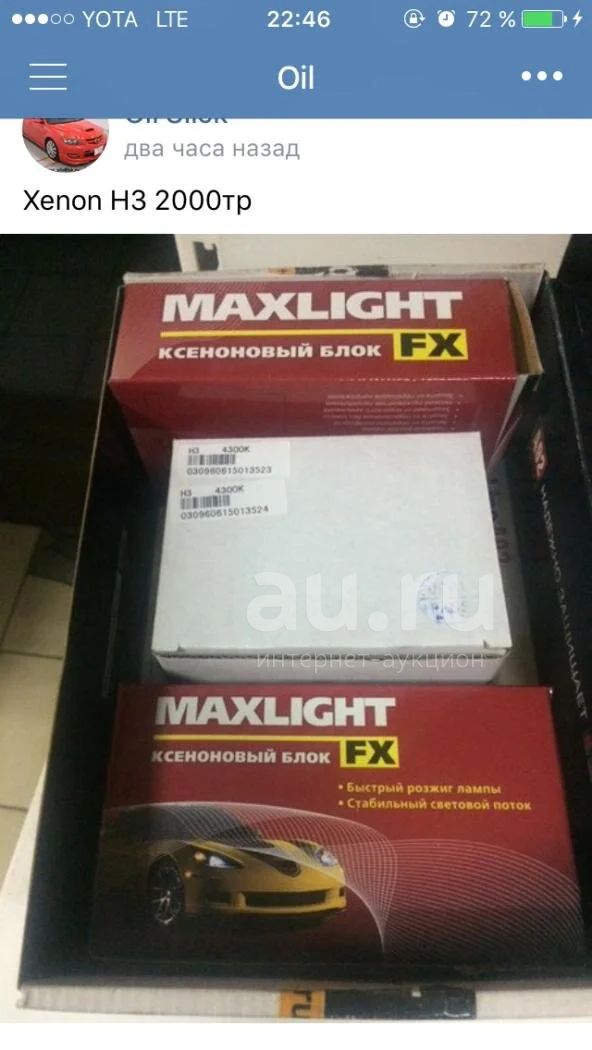 YOTA LTE 22:46 72 %
Oil
два часа назад
Xenon H3 2000тр
MAXLIGHT
КСЕНОНОВЫЙ БЛОК FX
H3 4300K
030960615013523
H3 4300K
030960615013524
au.ru
интернет-аукцион
MAXLIGHT
КСЕНОНОВЫЙ БЛОК FX
• Быстрый розжиг лампы
• Стабильный световой поток
ru